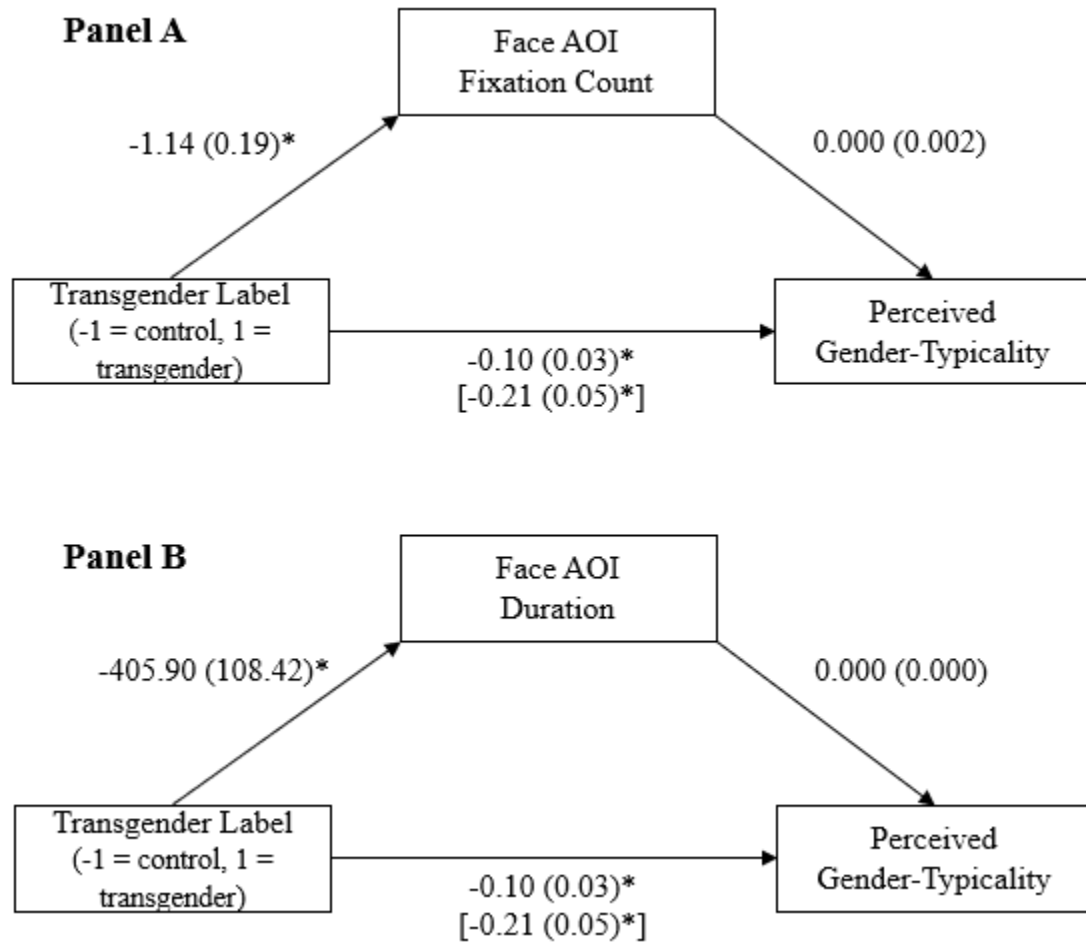 Panel A
Face AOI
Fixation Count
-1.14 (0.19)*
0.000 (0.002)
Transgender Label
(-1 = control, 1 =
transgender)
Perceived
Gender-Typicality
-0.10 (0.03)*
[-0.21 (0.05)*]
Panel B
Face AOI
Duration
-405.90 (108.42)*
0.000 (0.000)
Transgender Label
(-1 = control, 1 =
transgender)
Perceived
Gender-Typicality
-0.10 (0.03)*
[-0.21 (0.05)*]